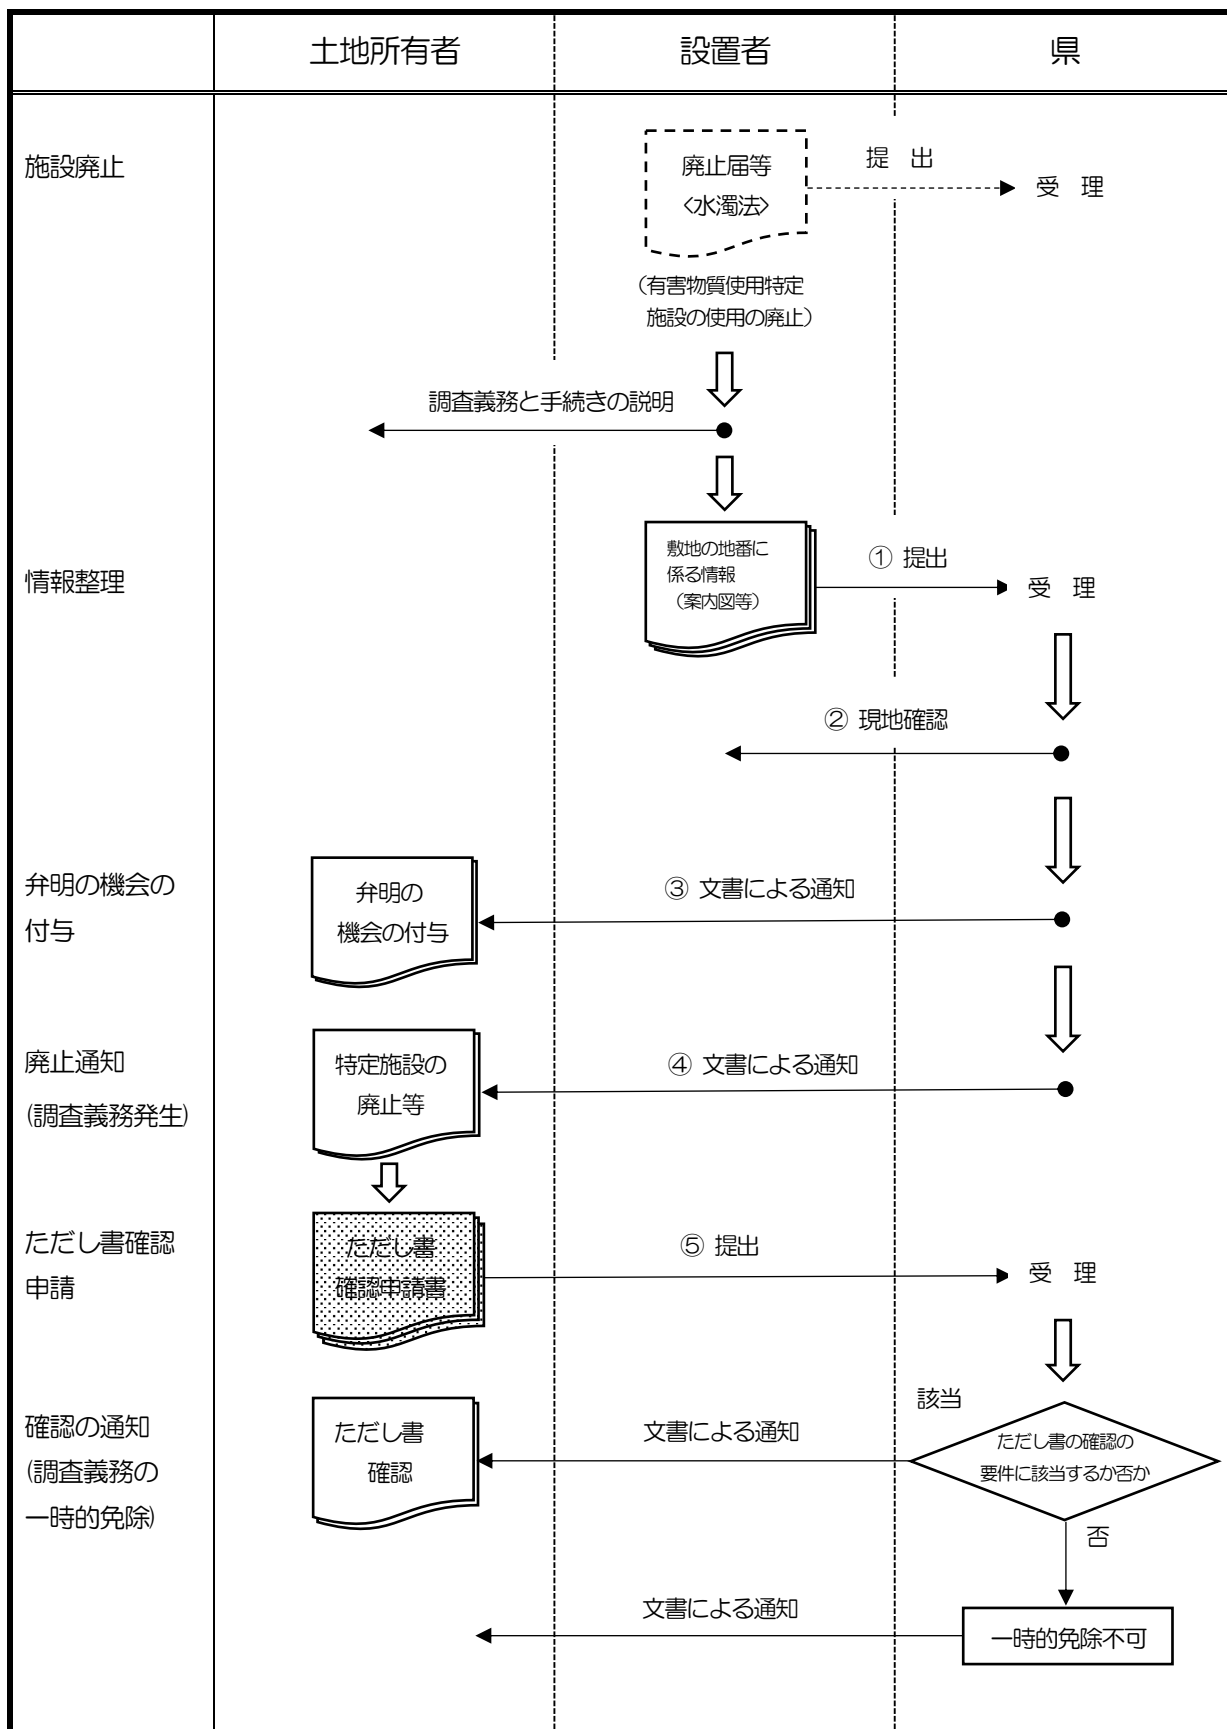 土地所有者
設置者
県
施設廃止
廃止届等
<水濁法>
提 出
受 理
(有害物質使用特定
施設の使用の廃止)
調査義務と手続きの説明
情報整理
敷地の地番に
係る情報
(案内図等)
① 提出
受 理
② 現地確認
弁明の機会の
付与
弁明の
機会の付与
③ 文書による通知
廃止通知
(調査義務発生)
特定施設の
廃止等
④ 文書による通知
ただし書確認
申請
ただし書
確認申請書
⑤ 提出
受 理
確認の通知
(調査義務の
一時的免除)
ただし書
確認
文書による通知
該当
ただし書の確認の
要件に該当するか否か
否
文書による通知
一時的免除不可